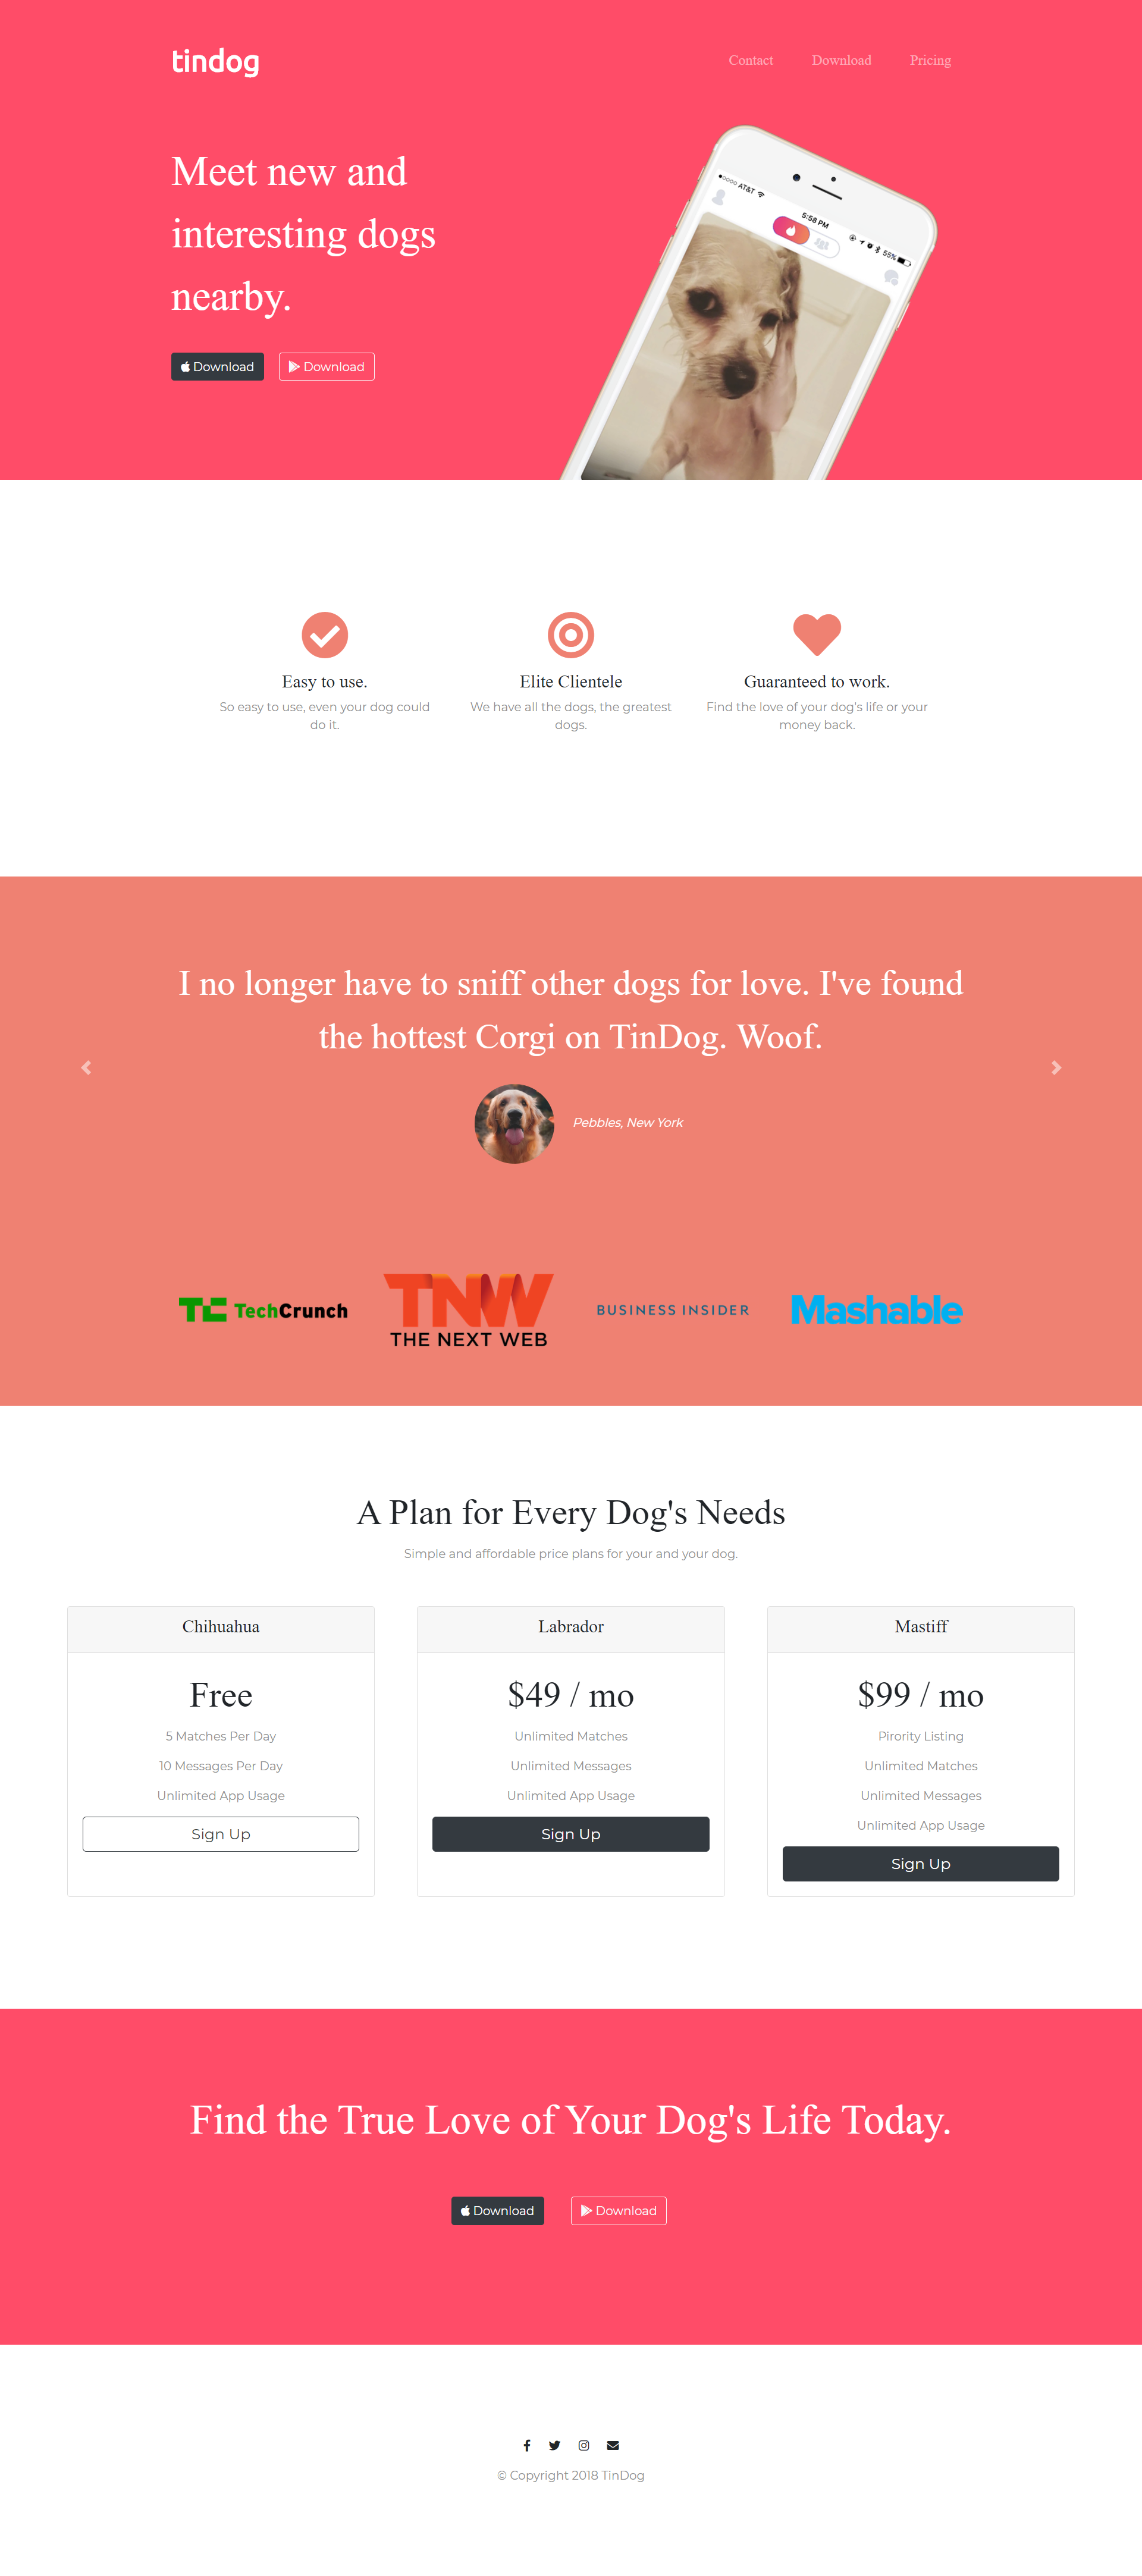 tindog
Contact Download Pricing
Meet new and
interesting dogs
nearby.
●○○○○ AT&T
5:58 PM
55%
Download Download
Easy to use.
So easy to use, even your dog could
do it.
Elite Clientele
We have all the dogs, the greatest
dogs.
Guaranteed to work.
Find the love of your dog's life or your
money back.
I no longer have to sniff other dogs for love. I've found
the hottest Corgi on TinDog. Woof.
Pebbles, New York
TC TechCrunch
TNW
THE NEXT WEB
BUSINESS INSIDER
Mashable
A Plan for Every Dog's Needs
Simple and affordable price plans for your and your dog.
Chihuahua
Free
5 Matches Per Day
10 Messages Per Day
Unlimited App Usage
Sign Up
Labrador
$49 / mo
Unlimited Matches
Unlimited Messages
Unlimited App Usage
Sign Up
Mastiff
$99 / mo
Pirority Listing
Unlimited Matches
Unlimited Messages
Unlimited App Usage
Sign Up
Find the True Love of Your Dog's Life Today.
Download Download
© Copyright 2018 TinDog